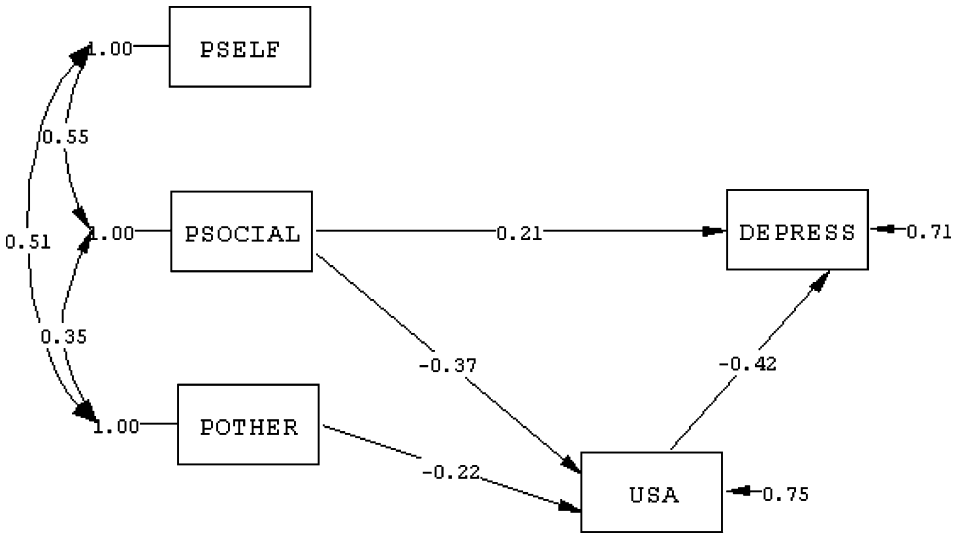 1.00 PSELF
0.55
1.00 PSOCIAL 0.21 DEPRESS 0.71
0.51
0.35
-0.37 -0.42
1.00 POTHER
-0.22
USA 0.75